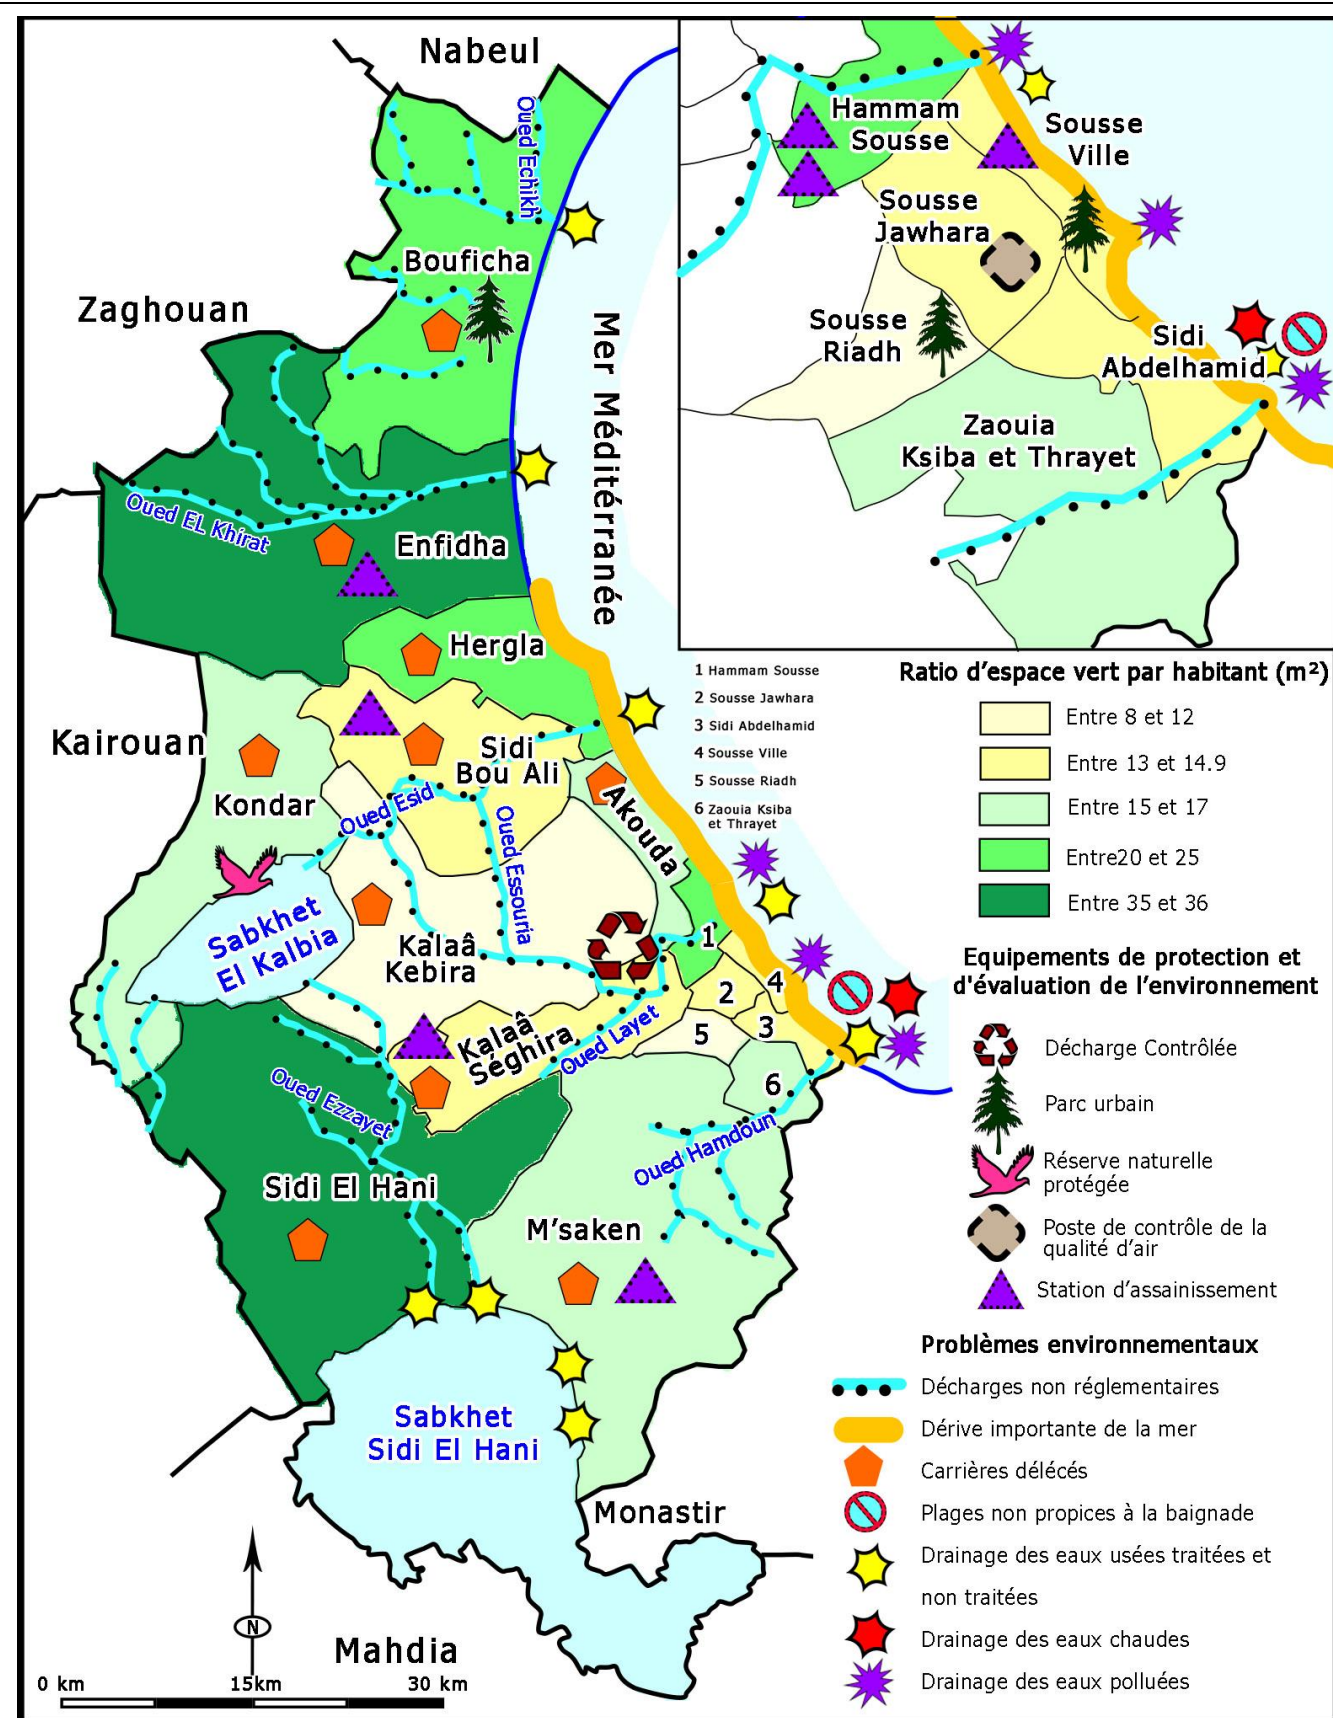 Nabeul
Oued Echikh
Bouficha
Zaghouan
Mer Méditérranée
Oued EL Khirat
Enfidha
Hergla
Kairouan
Sidi
Bou Ali
Kondar
Oued Esid
Oued Essouria
Akouda
Sabkhet
El Kalbia
Kalaâ
Kebira
Kalaâ
Séghira
Oued Layet
1
2
3
4
5
6
Oued Ezzayet
Oued Hamdoun
Sidi El Hani
M'saken
Sabkhet
Sidi El Hani
Monastir
Mahdia
N
0 km
15km
30 km
Hammam
Sousse
Sousse
Ville
Sousse
Jawhara
Sousse
Riadh
Sidi
Abdelhamid
Zaouia
Ksiba et Thrayet
1 Hammam Sousse
2 Sousse Jawhara
3 Sidi Abdelhamid
4 Sousse Ville
5 Sousse Riadh
6 Zaouia Ksiba
et Thrayet
Ratio d'espace vert par habitant (m²)
Entre 8 et 12
Entre 13 et 14.9
Entre 15 et 17
Entre20 et 25
Entre 35 et 36
Equipements de protection et
d'évaluation de l'environnement
Décharge Contrôlée
Parc urbain
Réserve naturelle
protégée
Poste de contrôle de la
qualité d'air
Station d'assainissement
Problèmes environnementaux
Décharges non réglementaires
Dérive importante de la mer
Carrières délécés
Plages non propices à la baignade
Drainage des eaux usées traitées et
non traitées
Drainage des eaux chaudes
Drainage des eaux polluées